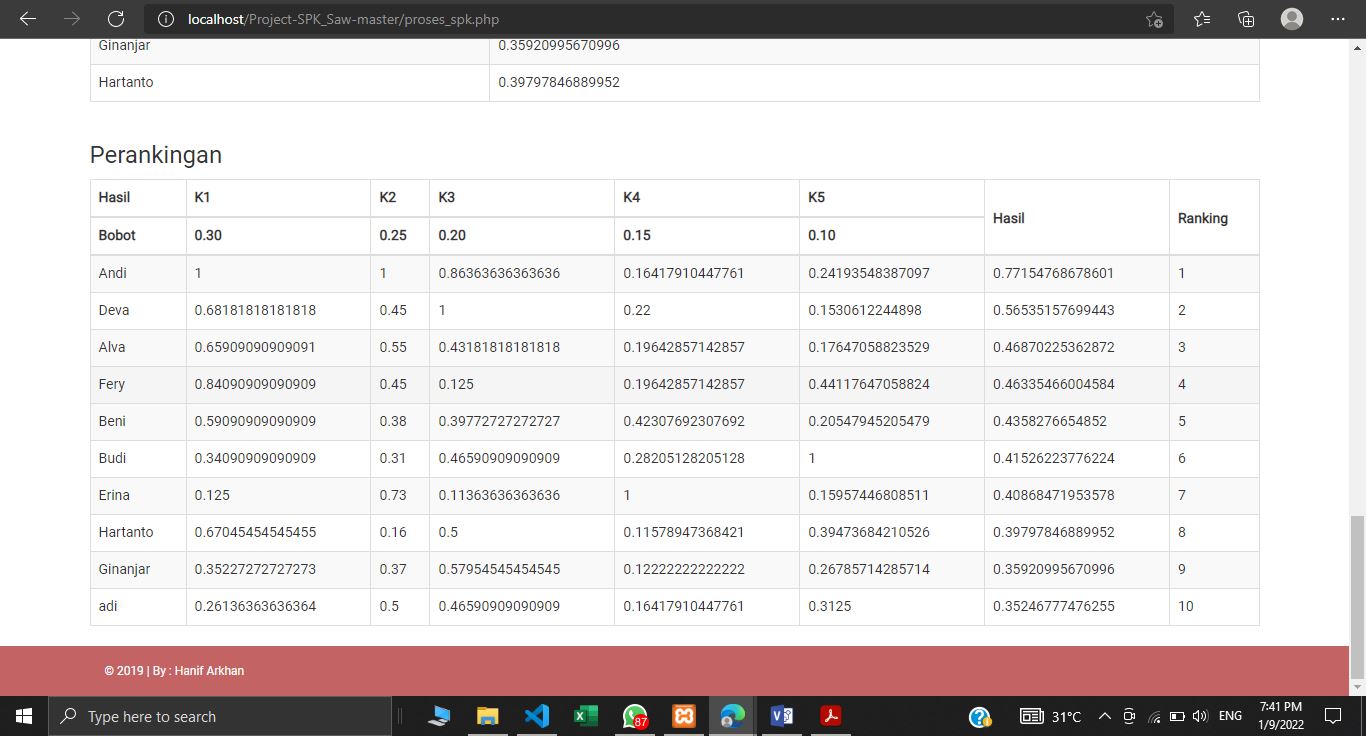 localhost/Project-SPK_Saw-master/proses_spk.php
Ginanjar 0.35920995670996
Hartanto 0.39797846889952
Perankingan
Hasil K1 K2 K3 K4 K5 Hasil Ranking
Bobot 0.30 0.25 0.20 0.15 0.10
Andi 1 1 0.86363636363636 0.16417910447761 0.24193548387097 0.77154768678601 1
Deva 0.68181818181818 0.45 1 0.22 0.1530612244898 0.56535157699443 2
Alva 0.65909090909091 0.55 0.43181818181818 0.19642857142857 0.17647058823529 0.46870225362872 3
Fery 0.84090909090909 0.45 0.125 0.19642857142857 0.44117647058824 0.46335466004584 4
Beni 0.59090909090909 0.38 0.39772727272727 0.42307692307692 0.20547945205479 0.4358276654852 5
Budi 0.34090909090909 0.31 0.46590909090909 0.28205128205128 1 0.41526223776224 6
Erina 0.125 0.73 0.11363636363636 1 0.15957446808511 0.40868471953578 7
Hartanto 0.67045454545455 0.16 0.5 0.11578947368421 0.39473684210526 0.39797846889952 8
Ginanjar 0.35227272727273 0.37 0.57954545454545 0.12222222222222 0.26785714285714 0.35920995670996 9
adi 0.26136363636364 0.5 0.46590909090909 0.16417910447761 0.3125 0.35246777476255 10
© 2019 | By : Hanif Arkhan
Type here to search 87 31°C ENG 7:41 PM
1/9/2022